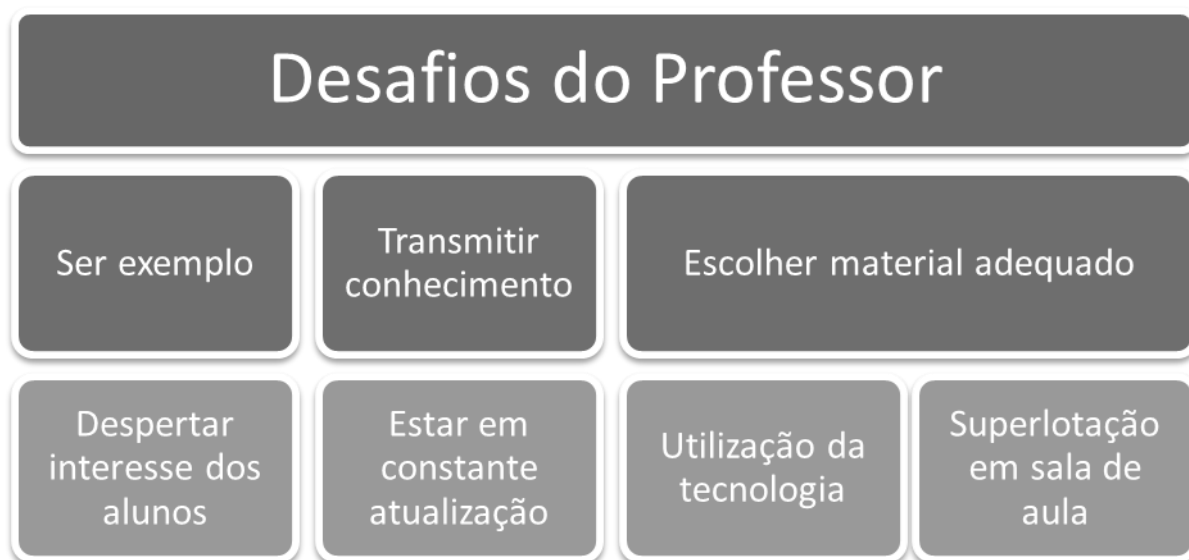 Desafios do Professor
Ser exemplo
Transmitir
conhecimento
Escolher material adequado
Despertar
interesse dos
alunos
Estar em
constante
atualização
Utilização da
tecnologia
Superlotação
em sala de
aula